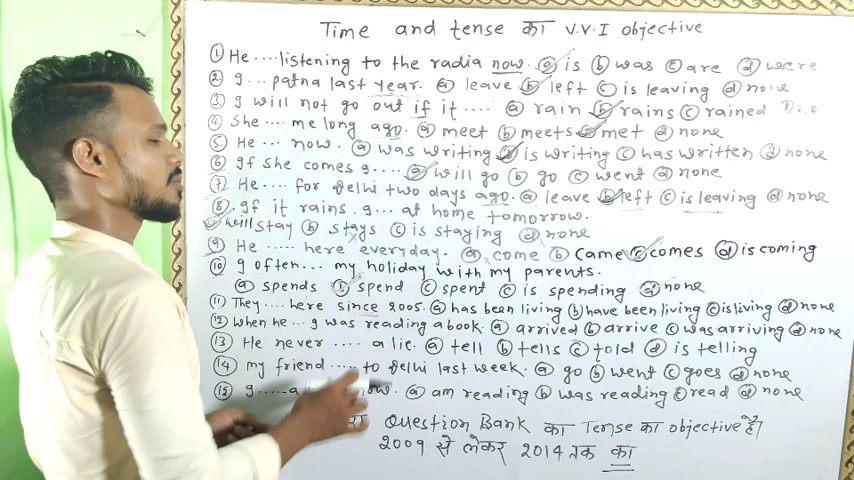 Time and tense का V.V.I objective
① He .... listening to the radia now. ⓐ is ⓑ was ⓒ are ⓓ were
② I ... patna last year. ⓐ leave ⓑ left ⓒ is leaving ⓓ none
③ I will not go out if it .... ⓐ rain ⓑ rains ⓒ rained
④ She .... me long ago. ⓐ meet ⓑ meets ⓒ met ⓓ none
⑤ He ... now. ⓐ was writing ⓑ is writing ⓒ has written ⓓ none
⑥ If she comes I .... ⓐ will go ⓑ go ⓒ went ⓓ none
⑦ He .... for Delhi two days ago. ⓐ leave ⓑ left ⓒ is leaving ⓓ none
⑧ If it rains. I ... at home tomorrow.
ⓐ will stay ⓑ stays ⓒ is staying ⓓ none
⑨ He ..... here everyday. ⓐ come ⓑ came ⓒ comes ⓓ is coming
⑩ I often ... my holiday with my parents.
ⓐ spends ⓑ spend ⓒ spent ⓒ is spending ⓓ none
⑪ They .... here since 2005. ⓐ has been living ⓑ have been living ⓒ is living ⓓ none
⑫ When he ... I was reading a book. ⓐ arrived ⓑ arrive ⓒ was arriving ⓓ none
⑬ He never .... a lie. ⓐ tell ⓑ tells ⓒ told ⓓ is telling
⑭ my friend ..... to Delhi last week. ⓐ go ⓑ went ⓒ goes ⓓ none
⑮ I ..... a now. ⓐ am reading ⓑ was reading ⓒ read ⓓ none
Question Bank का Tense का objective है।
2009 से लेकर 2014 तक का